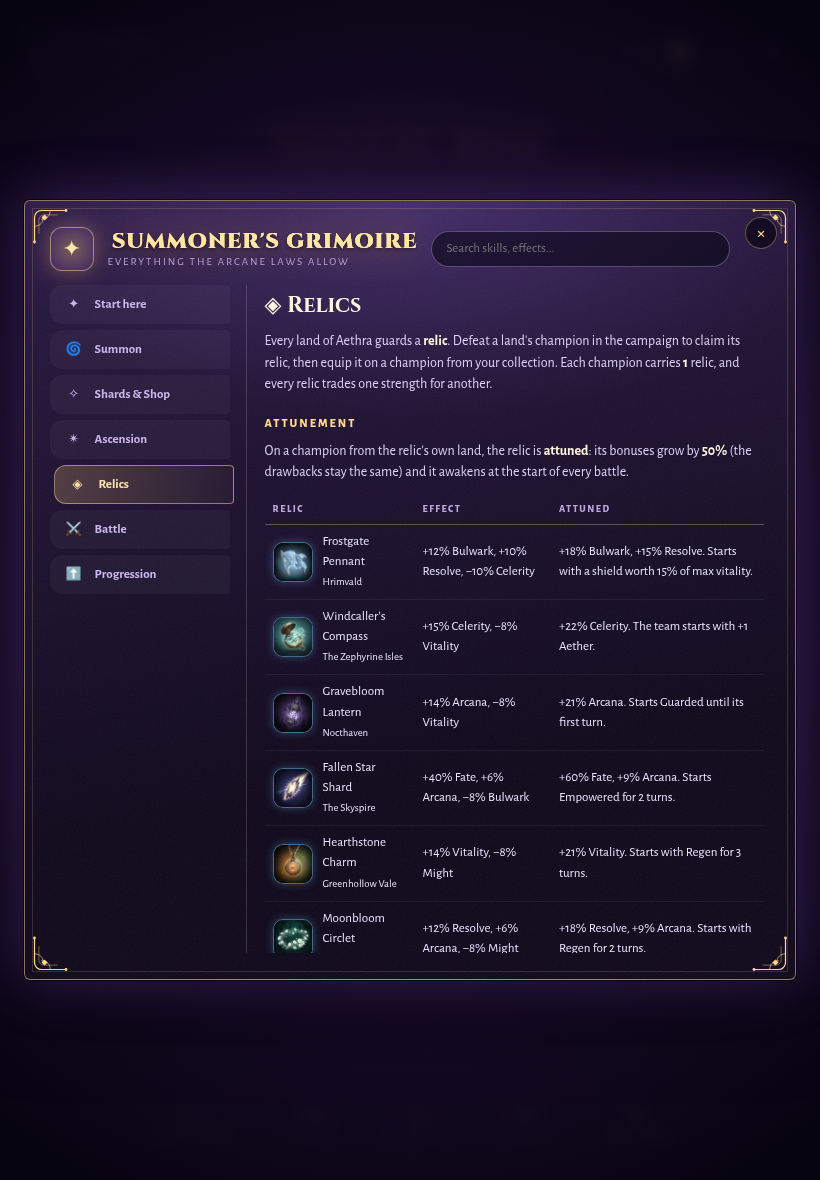 SUMMONER'S GRIMOIRE
EVERYTHING THE ARCANE LAWS ALLOW
Search skills, effects...
×
Start here
Summon
Shards & Shop
Ascension
Relics
Battle
Progression
◈ RELICS
Every land of Aethra guards a relic. Defeat a land's champion in the campaign to claim its
relic, then equip it on a champion from your collection. Each champion carries 1 relic, and
every relic trades one strength for another.
ATTUNEMENT
On a champion from the relic's own land, the relic is attuned: its bonuses grow by 50% (the
drawbacks stay the same) and it awakens at the start of every battle.
RELIC EFFECT ATTUNED
Frostgate
Pennant
Hrimvald
+12% Bulwark, +10%
Resolve, −10% Celerity
+18% Bulwark, +15% Resolve. Starts
with a shield worth 15% of max vitality.
Windcaller's
Compass
The Zephyrine Isles
+15% Celerity, −8%
Vitality
+22% Celerity. The team starts with +1
Aether.
Gravebloom
Lantern
Nocthaven
+14% Arcana, −8%
Vitality
+21% Arcana. Starts Guarded until its
first turn.
Fallen Star
Shard
The Skyspire
+40% Fate, +6%
Arcana, −8% Bulwark
+60% Fate, +9% Arcana. Starts
Empowered for 2 turns.
Hearthstone
Charm
Greenhollow Vale
+14% Vitality, −8%
Might
+21% Vitality. Starts with Regen for 3
turns.
Moonbloom
Circlet
+12% Resolve, +6%
Arcana, −8% Might
+18% Resolve, +9% Arcana. Starts with
Regen for 2 turns.